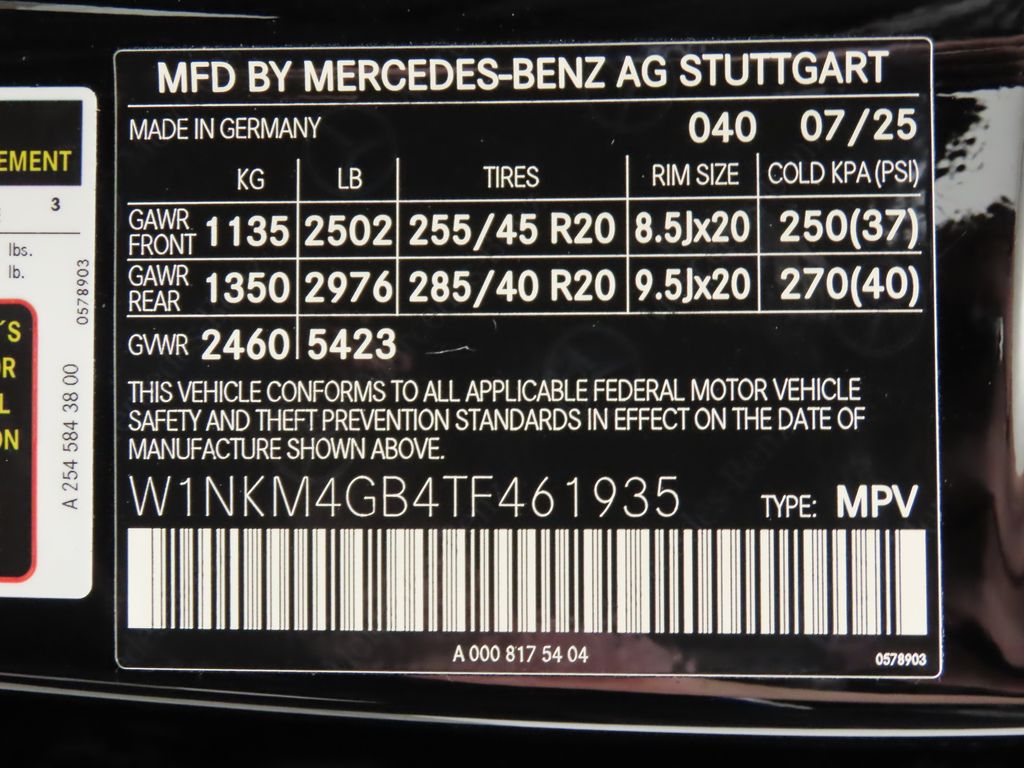 MFD BY MERCEDES-BENZ AG STUTTGART
MADE IN GERMANY 040 07/25
KG LB TIRES RIM SIZE COLD KPA (PSI)
GAWR FRONT 1135 2502 255/45 R20 8.5Jx20 250(37)
GAWR REAR 1350 2976 285/40 R20 9.5Jx20 270(40)
GVWR 2460 5423
THIS VEHICLE CONFORMS TO ALL APPLICABLE FEDERAL MOTOR VEHICLE
SAFETY AND THEFT PREVENTION STANDARDS IN EFFECT ON THE DATE OF
MANUFACTURE SHOWN ABOVE.
W1NKM4GB4TF461935 TYPE: MPV
A 000 817 54 04
0578903
EMENT
3
lbs.
lb.
0578903
A 254 584 38 00
´S
OR
L
ON